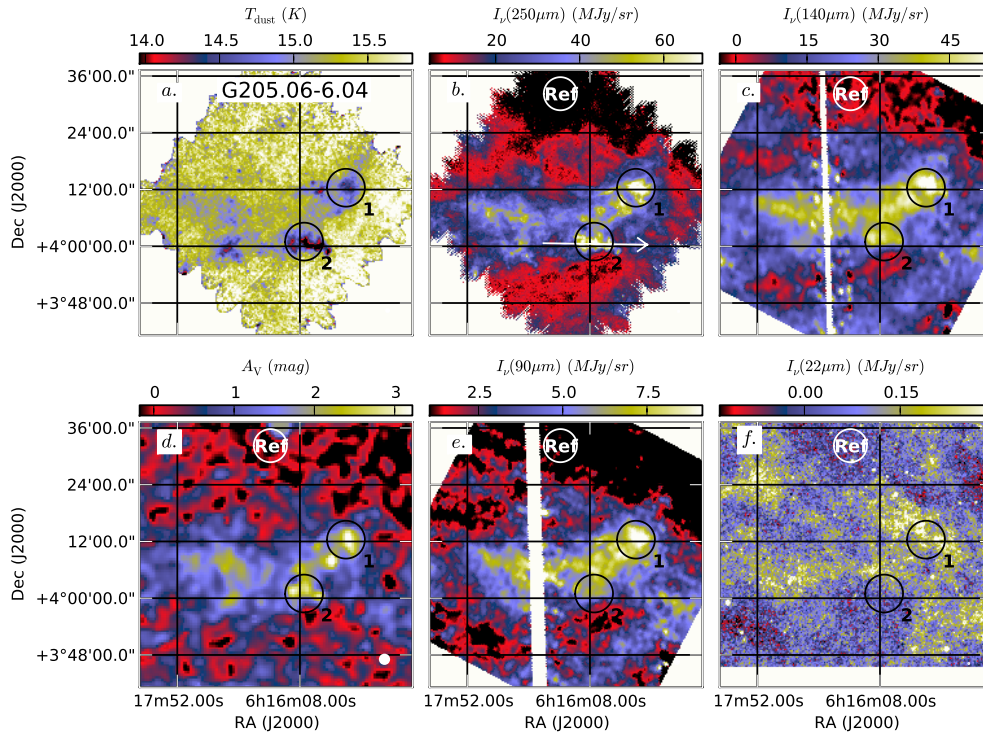 T_dust (K)
14.0 14.5 15.0 15.5
I_ν(250μm) (MJy/sr)
20 40 60
I_ν(140μm) (MJy/sr)
0 15 30 45
Dec (J2000)
36'00.0"
24'00.0"
12'00.0"
+4°00'00.0"
+3°48'00.0"
a.
G205.06-6.04
1
2
b.
Ref
1
2
c.
Ref
1
2
A_V (mag)
0 1 2 3
I_ν(90μm) (MJy/sr)
2.5 5.0 7.5
I_ν(22μm) (MJy/sr)
0.00 0.15
Dec (J2000)
36'00.0"
24'00.0"
12'00.0"
+4°00'00.0"
+3°48'00.0"
d.
Ref
1
2
e.
Ref
1
2
f.
Ref
1
2
17m52.00s 6h16m08.00s
RA (J2000)
17m52.00s 6h16m08.00s
RA (J2000)
17m52.00s 6h16m08.00s
RA (J2000)